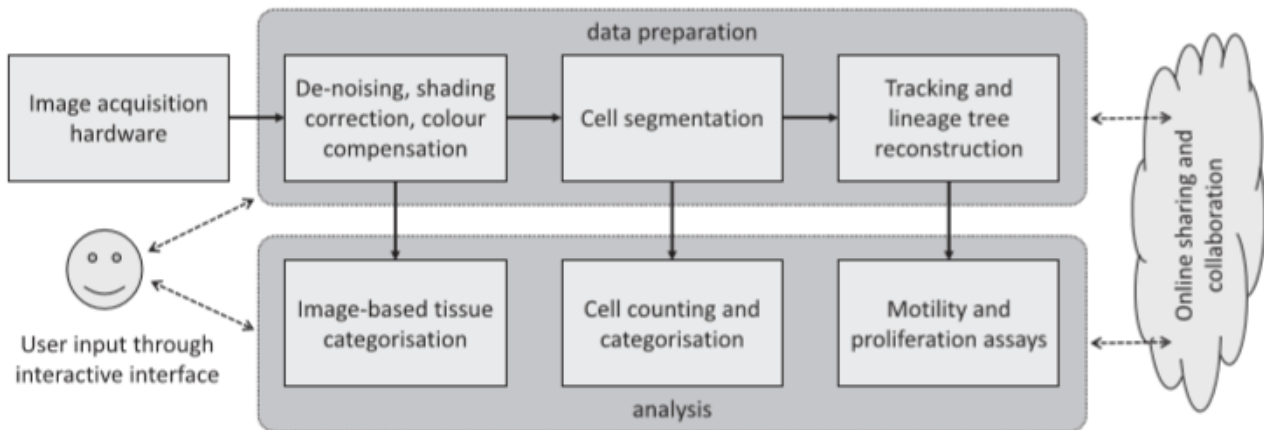 data preparation
Image acquisition
hardware
De-noising, shading
correction, colour
compensation
Cell segmentation
Tracking and
lineage tree
reconstruction
Online sharing and
collaboration
User input through
interactive interface
Image-based tissue
categorisation
Cell counting and
categorisation
Motility and
proliferation assays
analysis